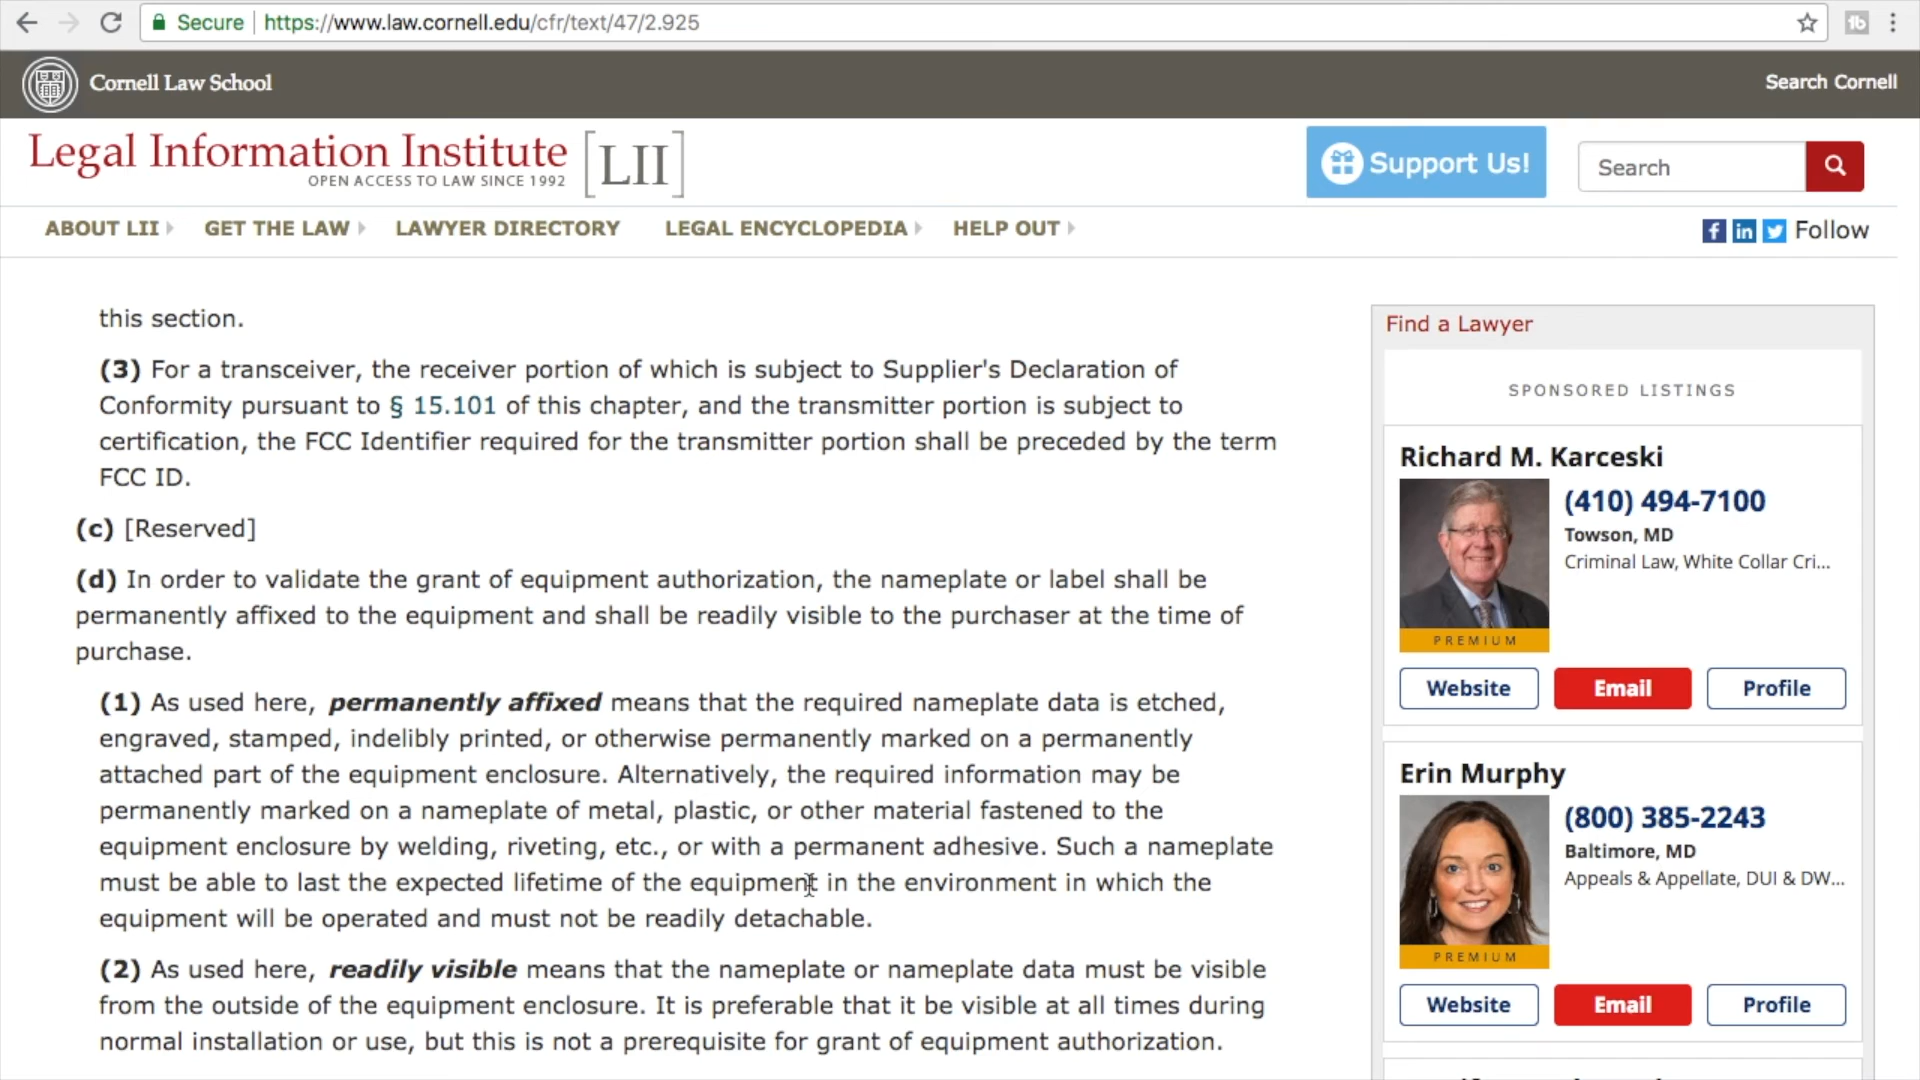 Secure https://www.law.cornell.edu/cfr/text/47/2.925
Cornell Law School
Search Cornell
Legal Information Institute [LII]
OPEN ACCESS TO LAW SINCE 1992
Support Us!
Search
ABOUT LII GET THE LAW LAWYER DIRECTORY LEGAL ENCYCLOPEDIA HELP OUT
Follow
this section.
(3) For a transceiver, the receiver portion of which is subject to Supplier's Declaration of
Conformity pursuant to § 15.101 of this chapter, and the transmitter portion is subject to
certification, the FCC Identifier required for the transmitter portion shall be preceded by the term
FCC ID.
(c) [Reserved]
(d) In order to validate the grant of equipment authorization, the nameplate or label shall be
permanently affixed to the equipment and shall be readily visible to the purchaser at the time of
purchase.
(1) As used here, permanently affixed means that the required nameplate data is etched,
engraved, stamped, indelibly printed, or otherwise permanently marked on a permanently
attached part of the equipment enclosure. Alternatively, the required information may be
permanently marked on a nameplate of metal, plastic, or other material fastened to the
equipment enclosure by welding, riveting, etc., or with a permanent adhesive. Such a nameplate
must be able to last the expected lifetime of the equipment in the environment in which the
equipment will be operated and must not be readily detachable.
(2) As used here, readily visible means that the nameplate or nameplate data must be visible
from the outside of the equipment enclosure. It is preferable that it be visible at all times during
normal installation or use, but this is not a prerequisite for grant of equipment authorization.
Find a Lawyer
SPONSORED LISTINGS
Richard M. Karceski
(410) 494-7100
Towson, MD
Criminal Law, White Collar Cri...
PREMIUM
Website Email Profile
Erin Murphy
(800) 385-2243
Baltimore, MD
Appeals & Appellate, DUI & DW...
PREMIUM
Website Email Profile